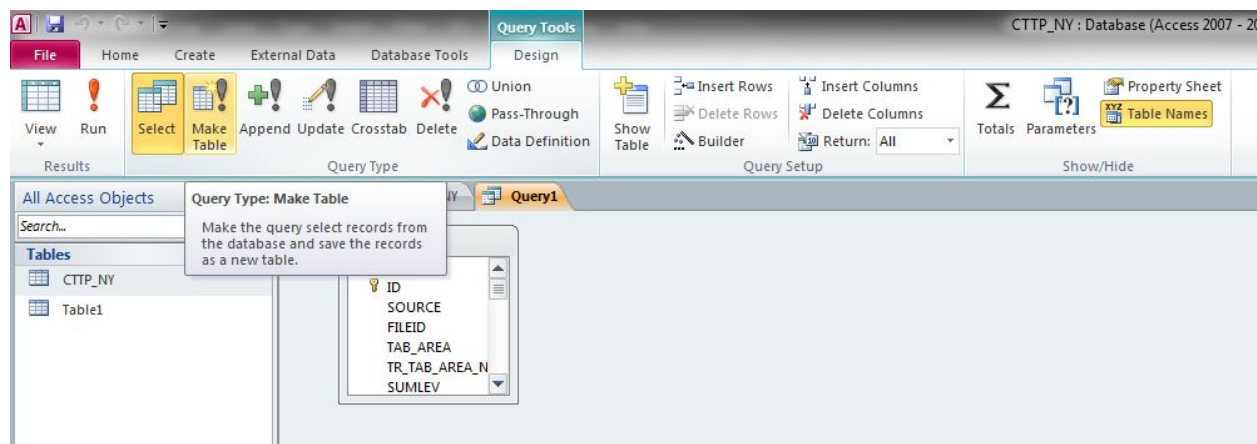 A
Query Tools
CTTP_NY : Database (Access 2007 - 20
File Home Create External Data Database Tools Design
View Run Select Make Table Append Update Crosstab Delete
Union
Pass-Through
Data Definition
Show Table
Insert Rows
Delete Rows
Builder
Insert Columns
Delete Columns
Return: All
Σ
Totals
[?]
Parameters
Property Sheet
XYZ
Table Names
Results Query Type Query Setup Show/Hide
All Access Objects
NY
Query1
Search...
Tables
CTTP_NY
Table1
Query Type: Make Table
Make the query select records from
the database and save the records
as a new table.
ID
SOURCE
FILEID
TAB_AREA
TR_TAB_AREA_N
SUMLEV